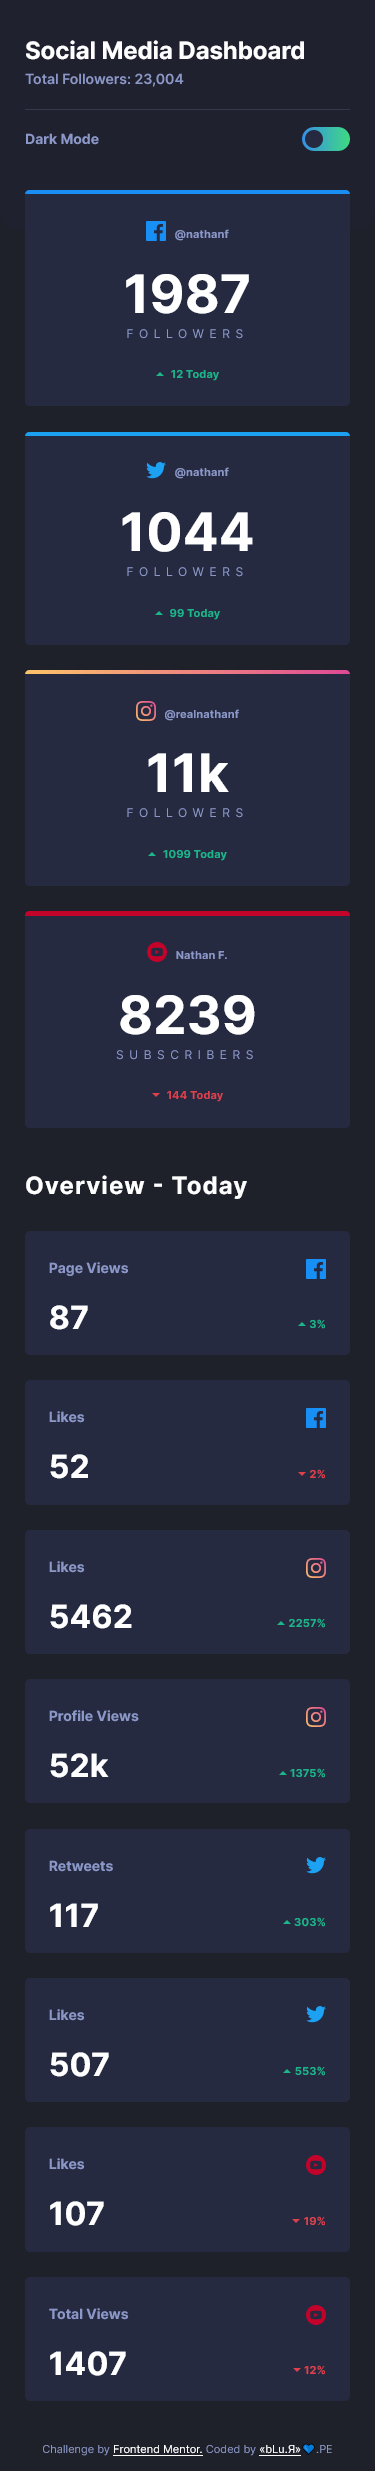 Social Media Dashboard
Total Followers: 23,004
Dark Mode
@nathanf
1987
FOLLOWERS
12 Today
@nathanf
1044
FOLLOWERS
99 Today
@realnathanf
11k
FOLLOWERS
1099 Today
Nathan F.
8239
SUBSCRIBERS
144 Today
Overview - Today
Page Views
87
3%
Likes
52
2%
Likes
5462
2257%
Profile Views
52k
1375%
Retweets
117
303%
Likes
507
553%
Likes
107
19%
Total Views
1407
12%
Challenge by Frontend Mentor. Coded by «bLu.Я» 💙.PE